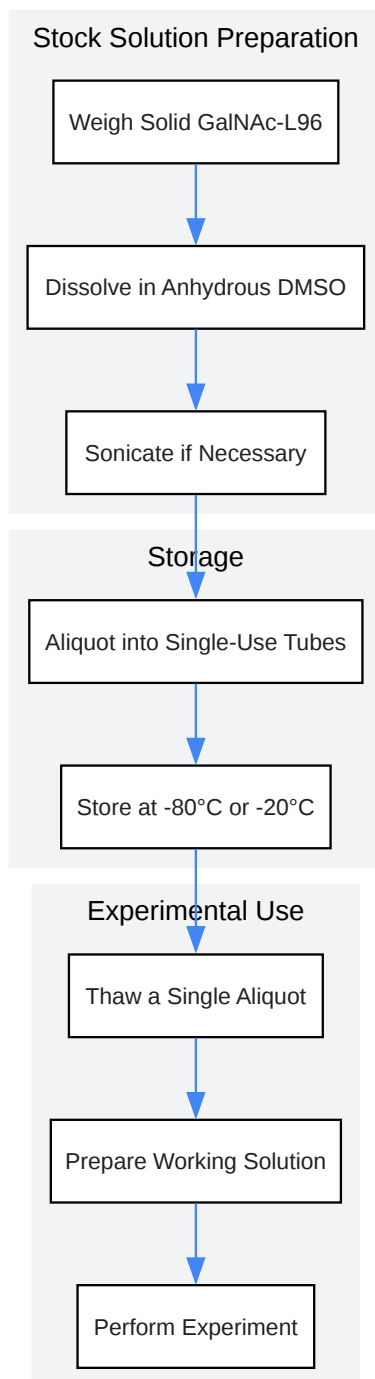 Stock Solution Preparation
Weigh Solid GalNAc-L96
Dissolve in Anhydrous DMSO
Sonicate if Necessary
Storage
Aliquot into Single-Use Tubes
Store at -80°C or -20°C
Experimental Use
Thaw a Single Aliquot
Prepare Working Solution
Perform Experiment